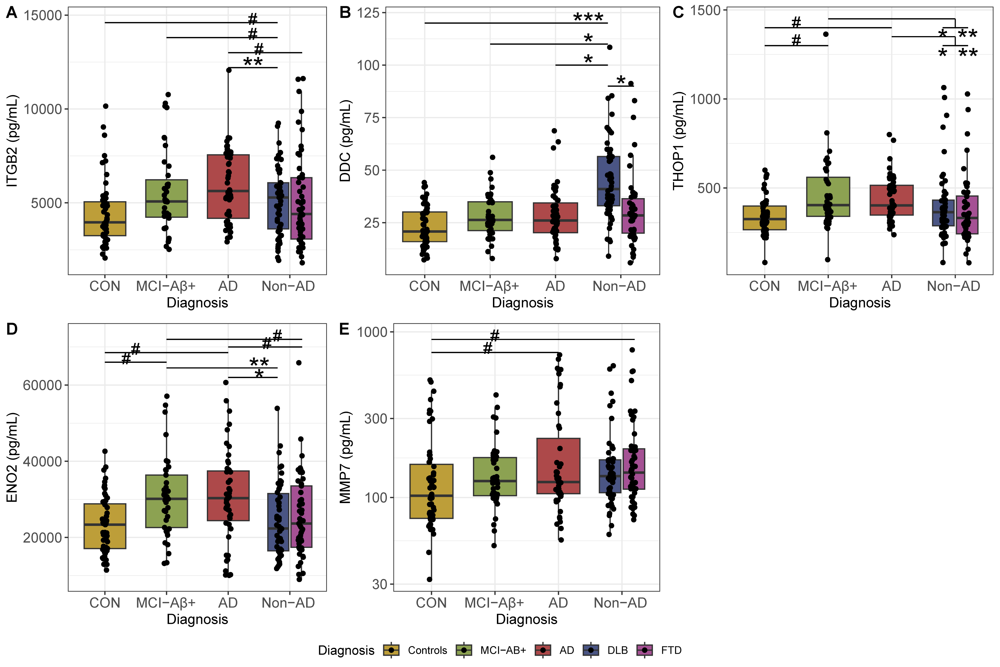 A
ITGB2 (pg/mL)
15000
10000
5000
#
#
#
**
CON MCI−Aβ+ AD Non−AD
Diagnosis
B
DDC (pg/mL)
125
100
75
50
25
***
*
*
*
CON MCI−Aβ+ AD Non−AD
Diagnosis
C
THOP1 (pg/mL)
1500
1000
500
#
* **
#
* **
CON MCI−Aβ+ AD Non−AD
Diagnosis
D
ENO2 (pg/mL)
60000
40000
20000
#
#
#
#
**
*
CON MCI−Aβ+ AD Non−AD
Diagnosis
E
MMP7 (pg/mL)
1000
300
100
30
#
#
CON MCI−Aβ+ AD Non−AD
Diagnosis
Diagnosis Controls MCI−AB+ AD DLB FTD